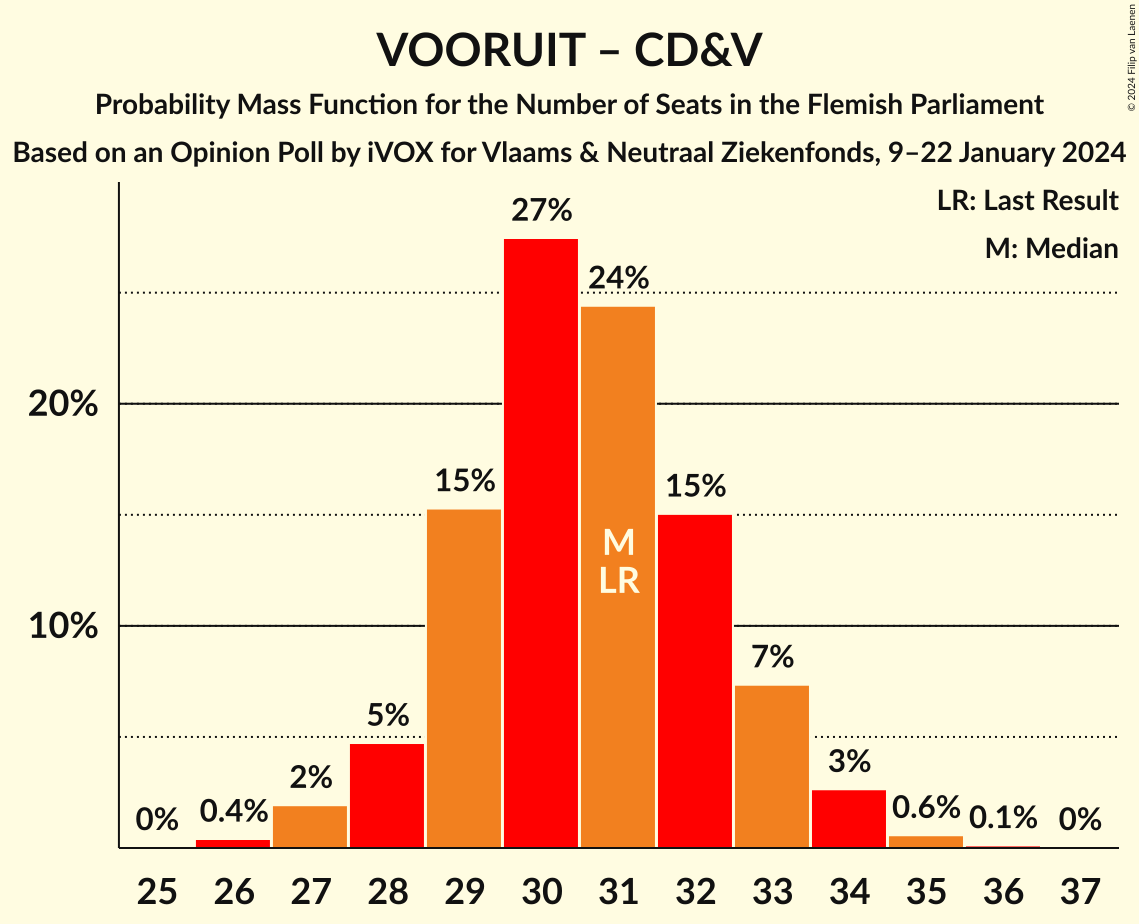 VOORUIT – CD&V
Probability Mass Function for the Number of Seats in the Flemish Parliament
Based on an Opinion Poll by iVOX for Vlaams & Neutraal Ziekenfonds, 9–22 January 2024
© 2024 Filip van Laenen
LR: Last Result
M: Median
27%
24%
20%
15%
15%
M
LR
10%
7%
5%
3%
2%
0%
0.4%
0.6%
0.1%
0%
25 26 27 28 29 30 31 32 33 34 35 36 37